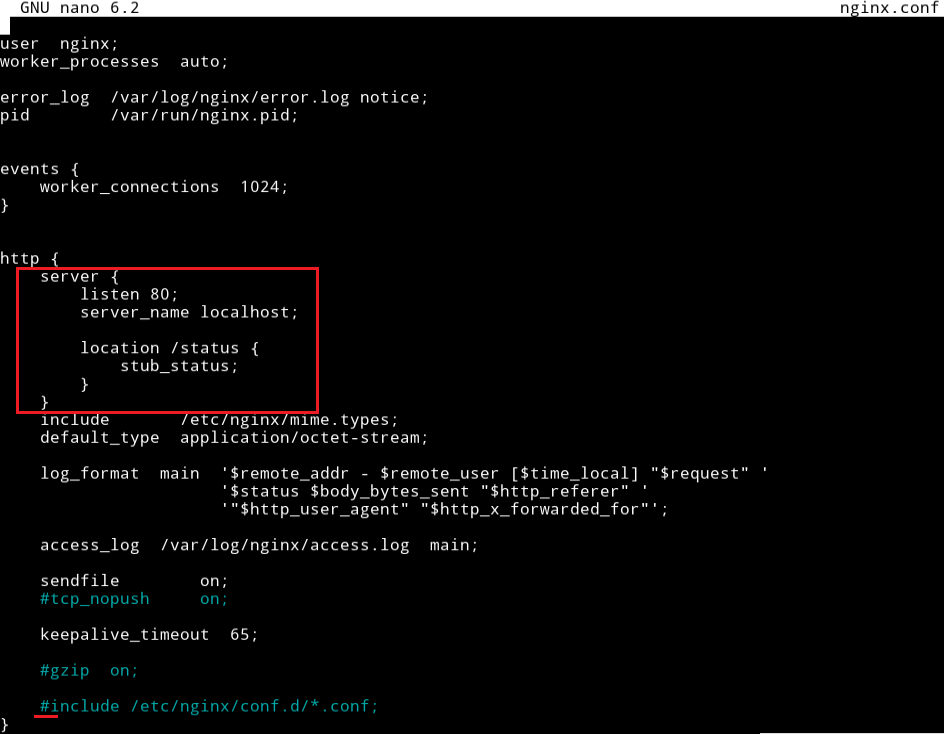 GNU nano 6.2 nginx.conf
user  nginx;
worker_processes  auto;
error_log  /var/log/nginx/error.log notice;
pid        /var/run/nginx.pid;
events {
    worker_connections  1024;
}
http {
    server {
        listen 80;
        server_name localhost;
        location /status {
            stub_status;
        }
    }
    include       /etc/nginx/mime.types;
    default_type  application/octet-stream;
    log_format  main  '$remote_addr - $remote_user [$time_local] "$request" '
                      '$status $body_bytes_sent "$http_referer" '
                      '"$http_user_agent" "$http_x_forwarded_for"';
    access_log  /var/log/nginx/access.log  main;
    sendfile        on;
    #tcp_nopush     on;
    keepalive_timeout  65;
    #gzip  on;
    #include /etc/nginx/conf.d/*.conf;
}